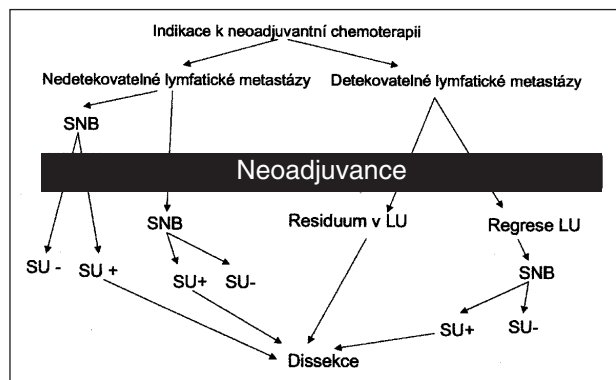 Indikace k neoadjuvantní chemoterapii
Nedetekovatelné lymfatické metastázy
Detekovatelné lymfatické metastázy
SNB
Neoadjuvance
SNB
Residuum v LU
Regrese LU
SU -
SU +
SU+
SU-
SNB
SU+
SU-
Dissekce